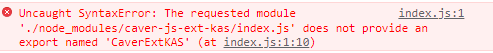 Uncaught SyntaxError: The requested module index.js:1
'./node_modules/caver-js-ext-kas/index.js' does not provide an
export named 'CaverExtKAS' (at index.js:1:10)